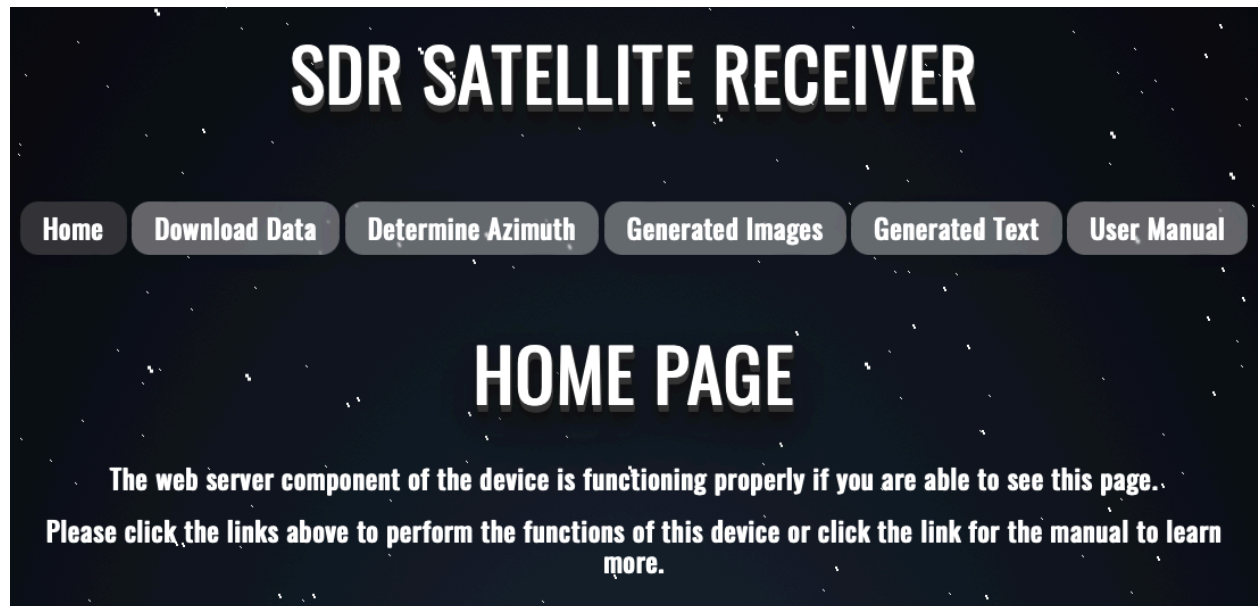 SDR SATELLITE RECEIVER
Home Download Data Determine Azimuth Generated Images Generated Text User Manual
HOME PAGE
The web server component of the device is functioning properly if you are able to see this page.
Please click the links above to perform the functions of this device or click the link for the manual to learn
more.